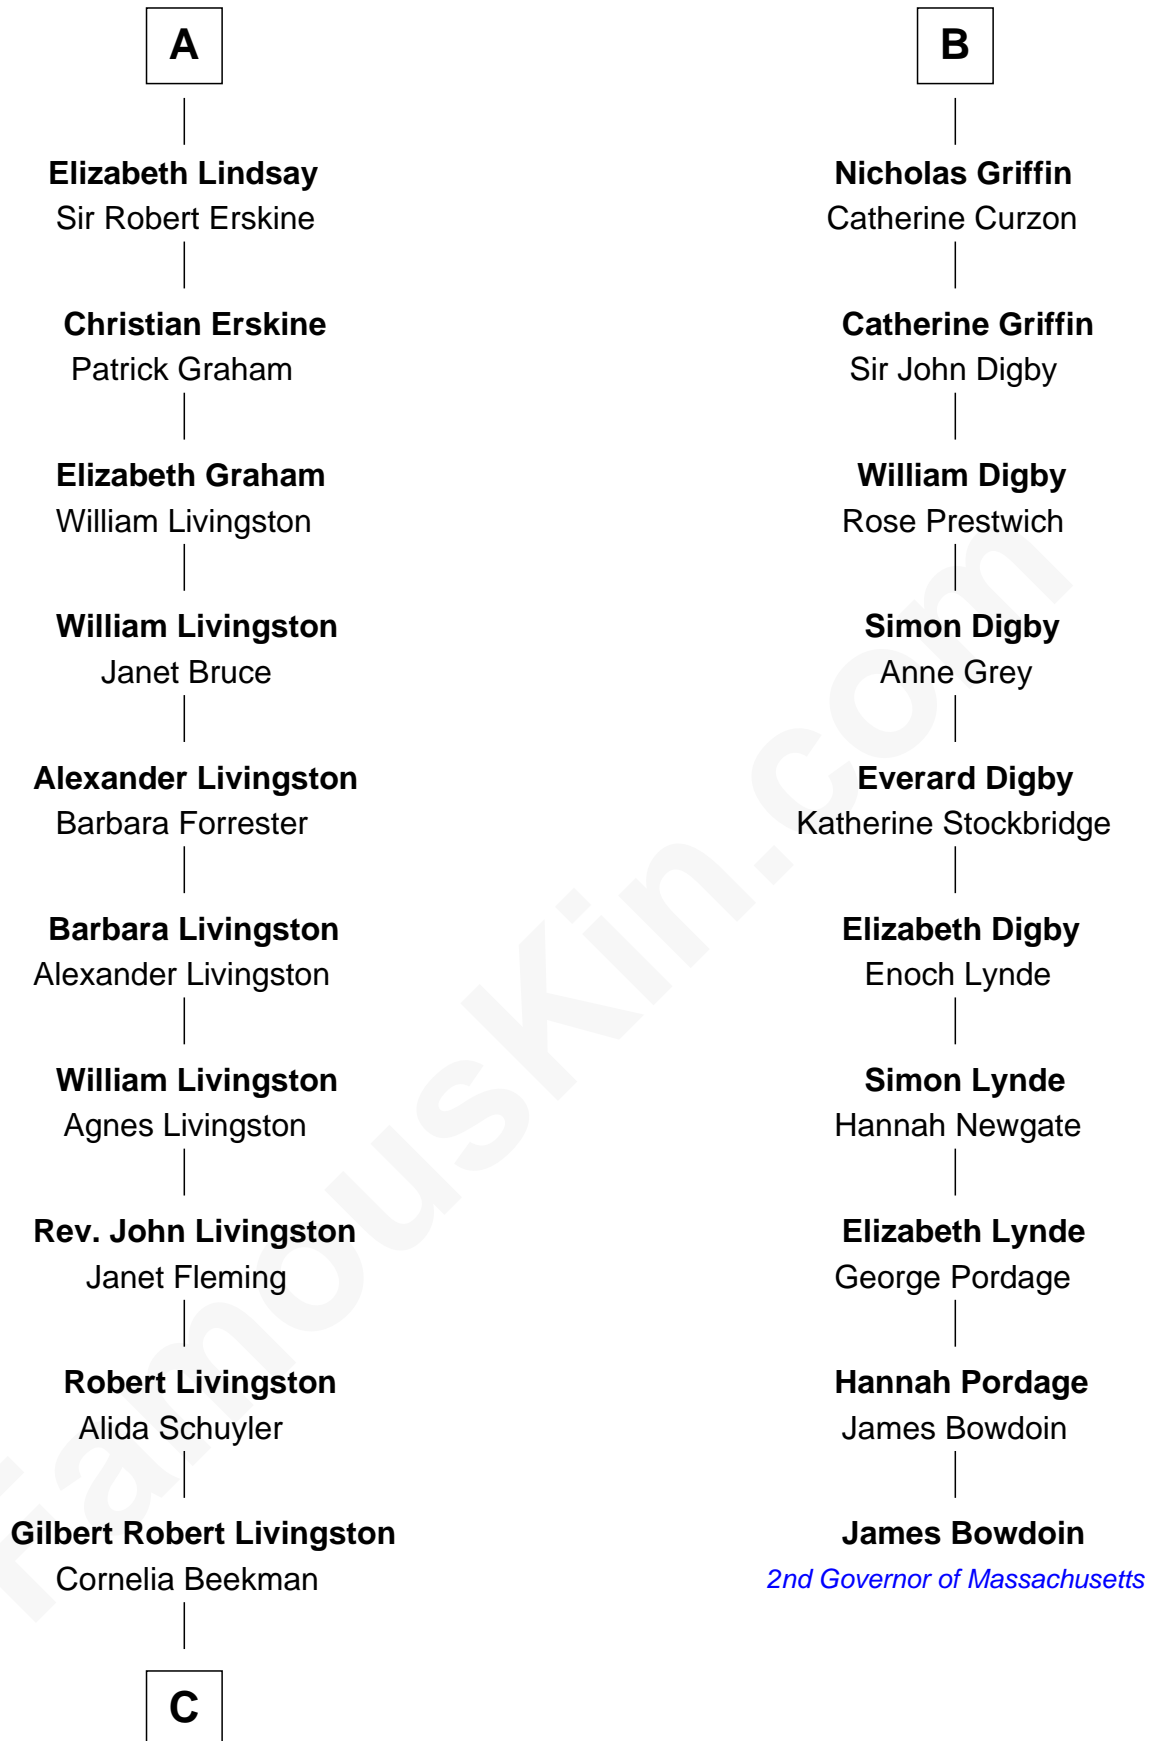 A
Elizabeth Lindsay
Sir Robert Erskine
Christian Erskine
Patrick Graham
Elizabeth Graham
William Livingston
William Livingston
Janet Bruce
Alexander Livingston
Barbara Forrester
Barbara Livingston
Alexander Livingston
William Livingston
Agnes Livingston
Rev. John Livingston
Janet Fleming
Robert Livingston
Alida Schuyler
Gilbert Robert Livingston
Cornelia Beekman
C
B
Nicholas Griffin
Catherine Curzon
Catherine Griffin
Sir John Digby
William Digby
Rose Prestwich
Simon Digby
Anne Grey
Everard Digby
Katherine Stockbridge
Elizabeth Digby
Enoch Lynde
Simon Lynde
Hannah Newgate
Elizabeth Lynde
George Pordage
Hannah Pordage
James Bowdoin
James Bowdoin
2nd Governor of Massachusetts
FamousKin.com